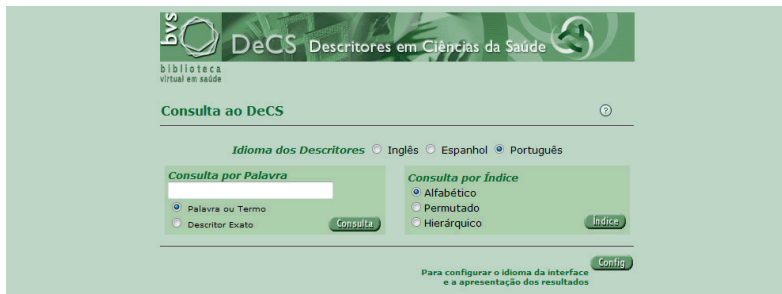 bvs
DeCS Descritores em Ciências da Saúde
biblioteca
virtual em saúde
Consulta ao DeCS
?
Idioma dos Descritores Inglês Espanhol Português
Consulta por Palavra
Palavra ou Termo
Descritor Exato
Consulta
Consulta por Índice
Alfabético
Permutado
Hierárquico
Índice
Config
Para configurar o idioma da interface
e a apresentação dos resultados